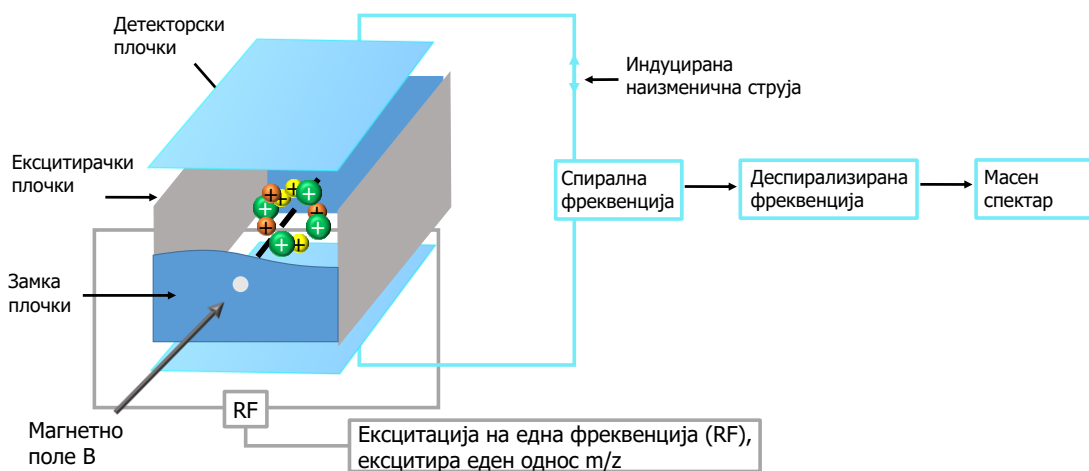 Детекторски
плочки
Индуцирана
наизменична струја
Ексцитирачки
плочки
Спирална
фреквенција
Деспирализирана
фреквенција
Масен
спектар
Замка
плочки
RF
Магнетно
поле B
Ексцитација на една фреквенција (RF),
ексцитира еден однос m/z